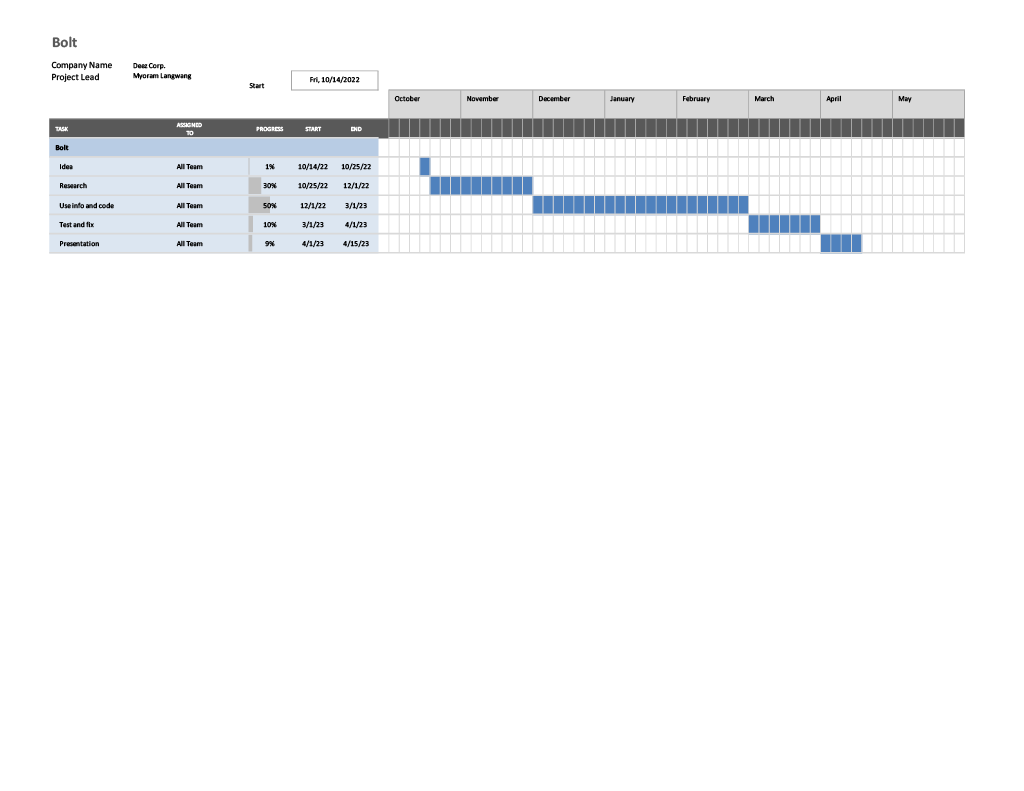 Bolt
Company Name Deez Corp.
Project Lead Myoram Langwang
Start Fri, 10/14/2022
October November December January February March April May
TASK ASSIGNED TO PROGRESS START END
Bolt
Idea All Team 1% 10/14/22 10/25/22
Research All Team 30% 10/25/22 12/1/22
Use info and code All Team 50% 12/1/22 3/1/23
Test and fix All Team 10% 3/1/23 4/1/23
Presentation All Team 9% 4/1/23 4/15/23